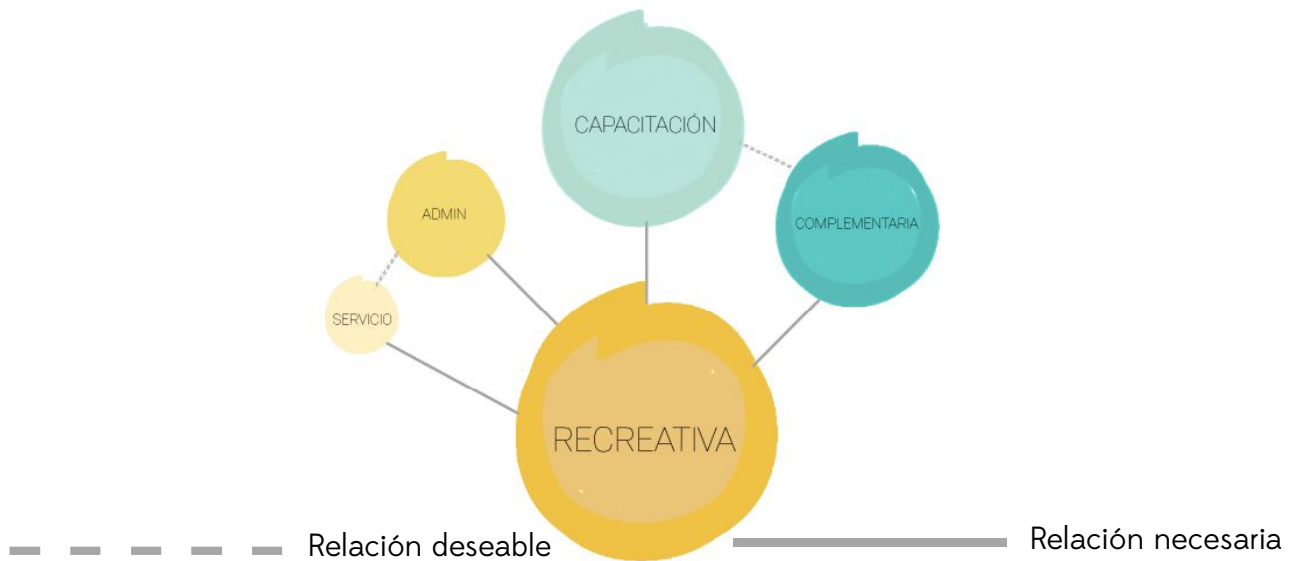 CAPACITACIÓN
ADMIN
COMPLEMENTARIA
SERVICIO
RECREATIVA
Relación deseable
Relación necesaria